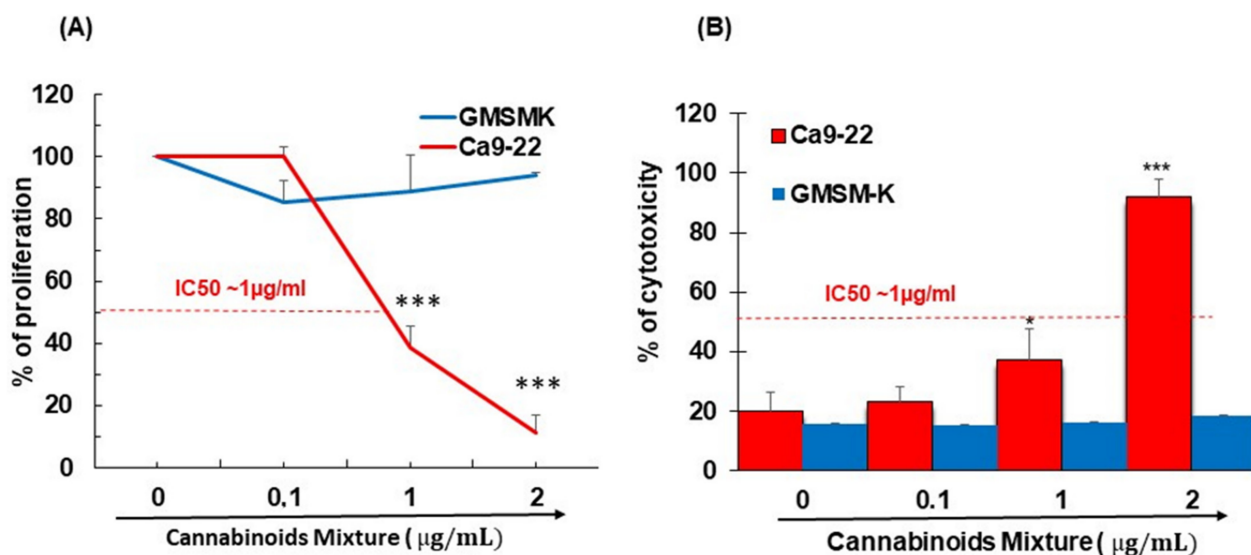 (A)
120
100
80
60
40
20
0
% of proliferation
GMSMK
Ca9-22
IC50 ~1µg/ml
***
***
0 0,1 1 2
Cannabinoids Mixture ( µg/mL)
(B)
120
100
80
60
40
20
0
% of cytotoxicity
Ca9-22
GMSM-K
***
IC50 ~1µg/ml
*
0 0.1 1 2
Cannabinoids Mixture ( µg/mL)